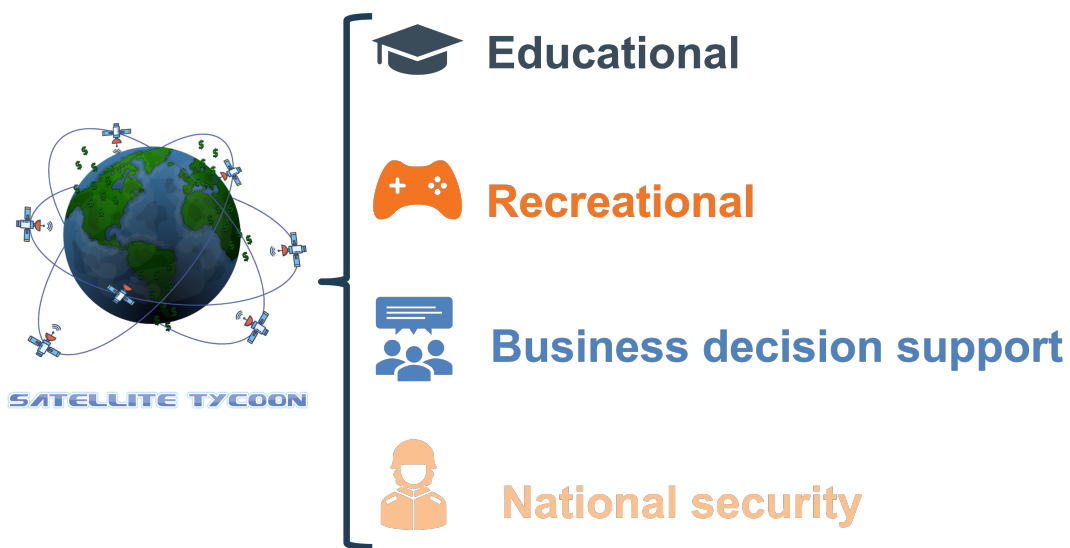 Educational
Recreational
Business decision support
National security
SATELLITE TYCOON